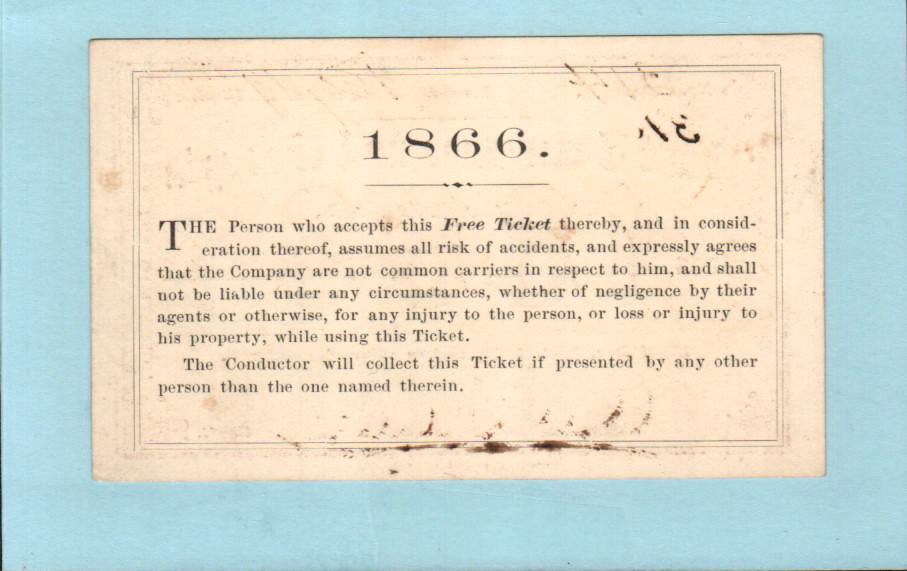 1866.
THE Person who accepts this Free Ticket thereby, and in consid-
eration thereof, assumes all risk of accidents, and expressly agrees
that the Company are not common carriers in respect to him, and shall
not be liable under any circumstances, whether of negligence by their
agents or otherwise, for any injury to the person, or loss or injury to
his property, while using this Ticket.
The Conductor will collect this Ticket if presented by any other
person than the one named therein.